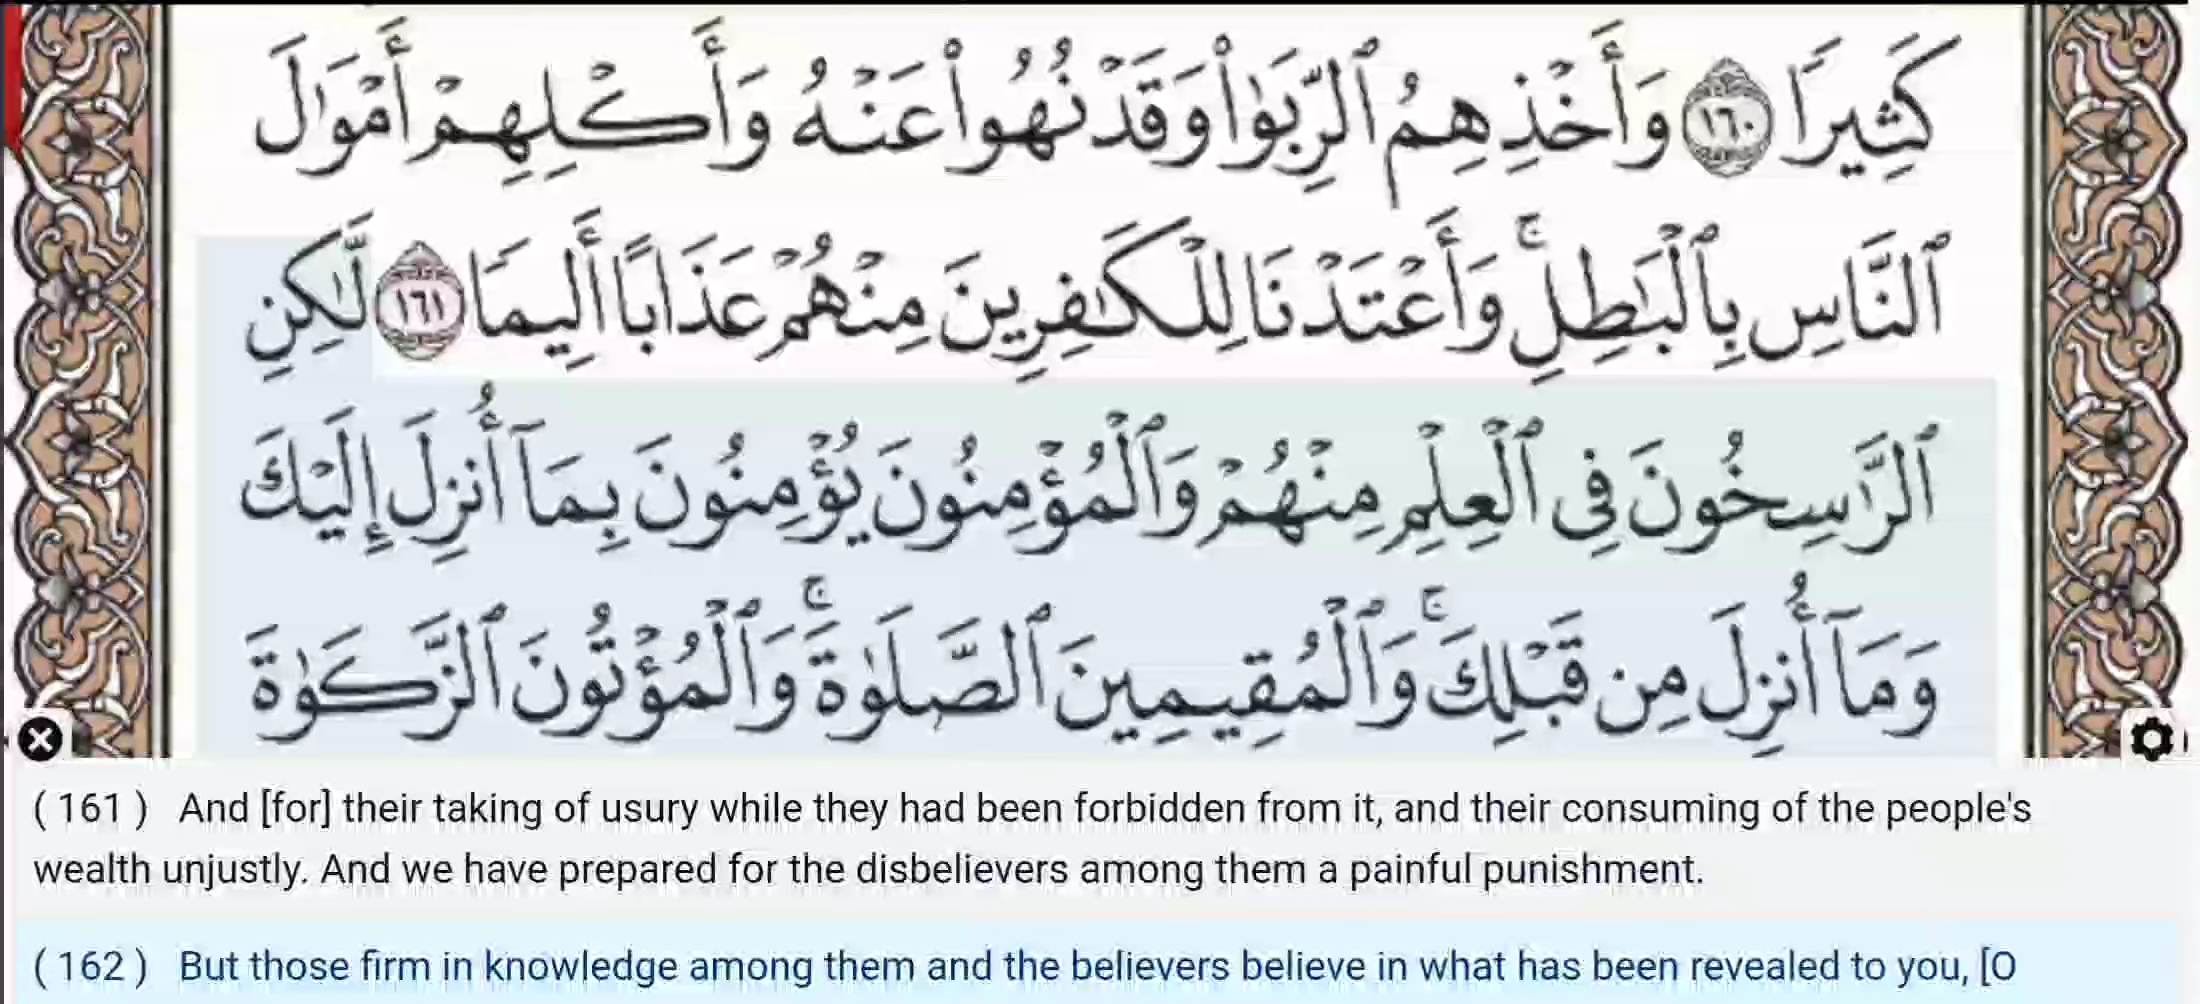 كَثِيرًا ١٦٠ وَأَخْذِهِمُ ٱلرِّبَوٰا۟ وَقَدْ نُهُوا۟ عَنْهُ وَأَكْلِهِمْ أَمْوَٰلَ
ٱلنَّاسِ بِٱلْبَٰطِلِ ۚ وَأَعْتَدْنَا لِلْكَٰفِرِينَ مِنْهُمْ عَذَابًا أَلِيمًا ١٦١ لَّٰكِنِ
ٱلرَّٰسِخُونَ فِى ٱلْعِلْمِ مِنْهُمْ وَٱلْمُؤْمِنُونَ يُؤْمِنُونَ بِمَآ أُنزِلَ إِلَيْكَ
وَمَآ أُنزِلَ مِن قَبْلِكَ ۚ وَٱلْمُقِيمِينَ ٱلصَّلَوٰةَ ۚ وَٱلْمُؤْتُونَ ٱلزَّكَوٰةَ
( 161 ) And [for] their taking of usury while they had been forbidden from it, and their consuming of the people's
wealth unjustly. And we have prepared for the disbelievers among them a painful punishment.
( 162 ) But those firm in knowledge among them and the believers believe in what has been revealed to you, [O